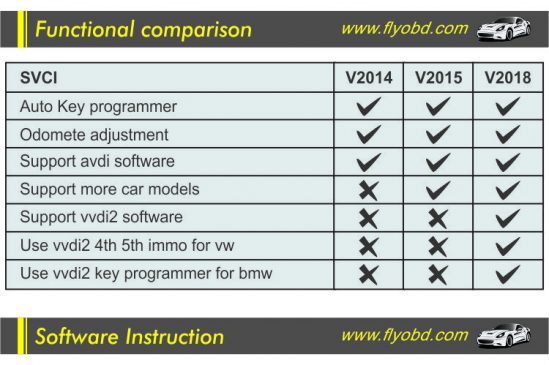 Functional comparison www.flyobd.com
SVCI V2014 V2015 V2018
Auto Key programmer ✓ ✓ ✓
Odomete adjustment ✓ ✓ ✓
Support avdi software ✓ ✓ ✓
Support more car models ✗ ✓ ✓
Support vvdi2 software ✗ ✗ ✓
Use vvdi2 4th 5th immo for vw ✗ ✗ ✓
Use vvdi2 key programmer for bmw ✗ ✗ ✓
Software Instruction www.flyobd.com